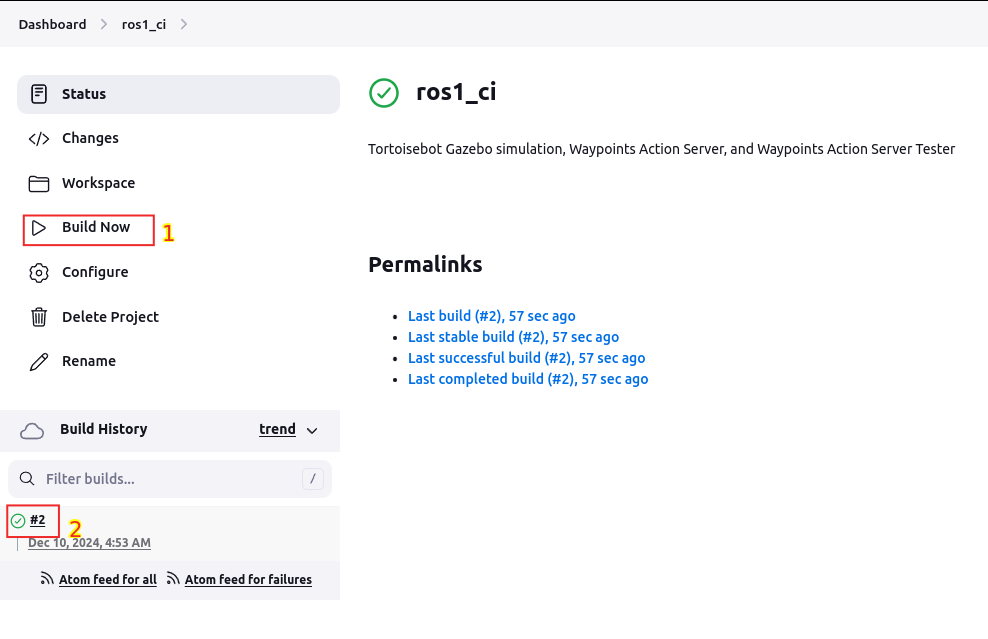 Dashboard > ros1_ci >
Status
Changes
Workspace
Build Now 1
Configure
Delete Project
Rename
Build History trend
Filter builds... /
#2 2
Dec 10, 2024, 4:53 AM
Atom feed for all Atom feed for failures
ros1_ci
Tortoisebot Gazebo simulation, Waypoints Action Server, and Waypoints Action Server Tester
Permalinks
• Last build (#2), 57 sec ago
• Last stable build (#2), 57 sec ago
• Last successful build (#2), 57 sec ago
• Last completed build (#2), 57 sec ago